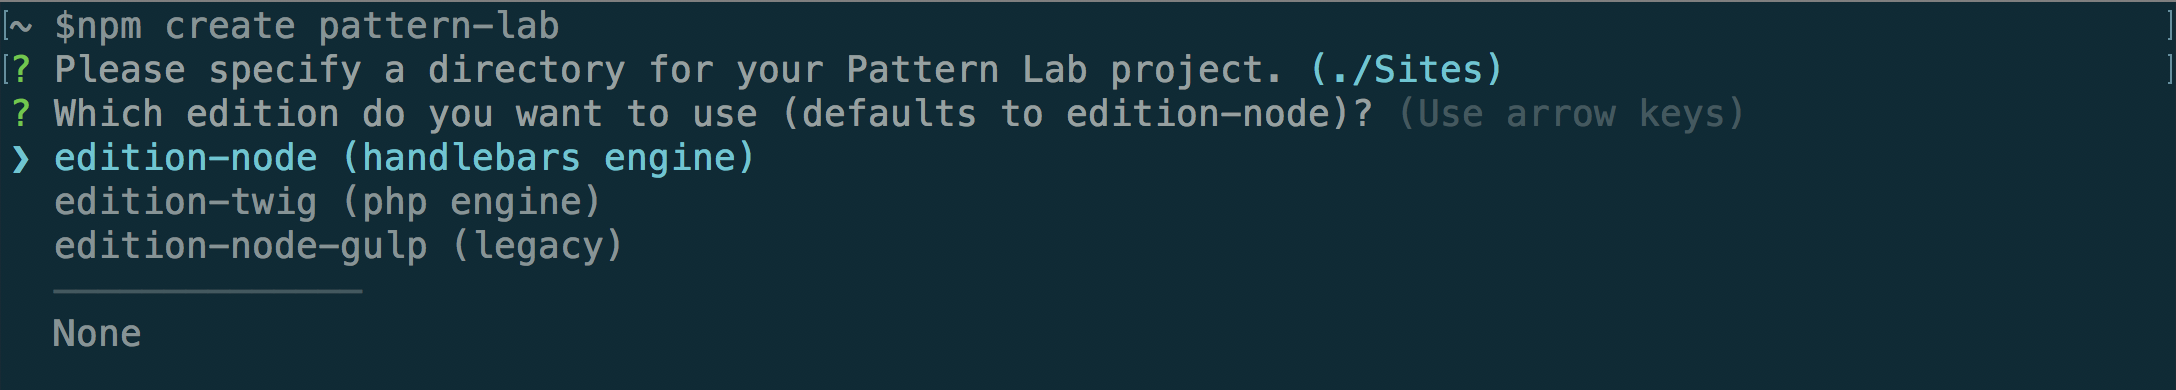 [~ $npm create pattern-lab ]
[? Please specify a directory for your Pattern Lab project. (./Sites) ]
? Which edition do you want to use (defaults to edition-node)? (Use arrow keys)
❯ edition-node (handlebars engine)
edition-twig (php engine)
edition-node-gulp (legacy)
──────────────
None